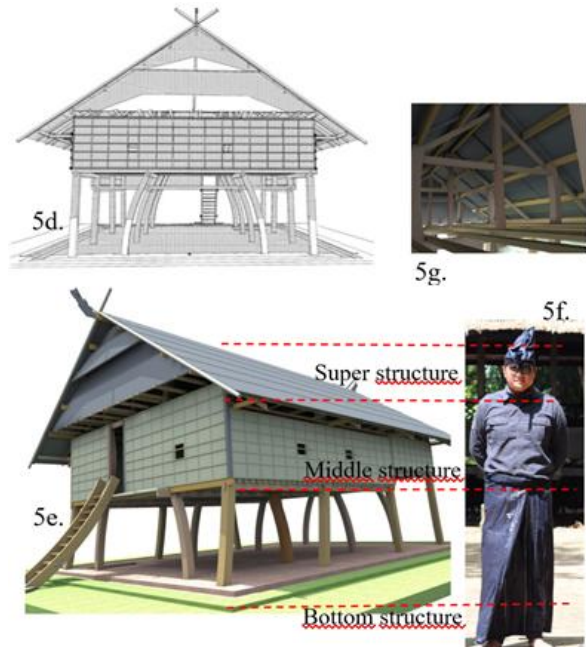 5d.
5g.
5f.
Super structure
Middle structure
5e.
Bottom structure